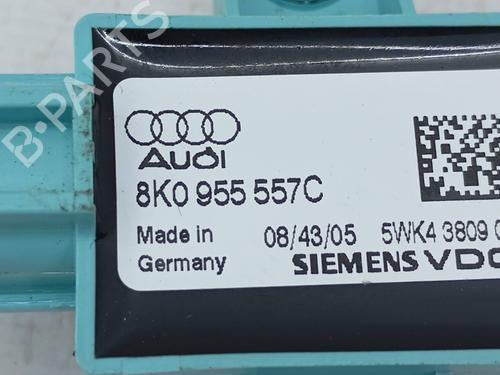 B-PARTS
Audi
8K0 955 557C
Made in Germany
08/43/05 5WK4 3809
SIEMENS VDO